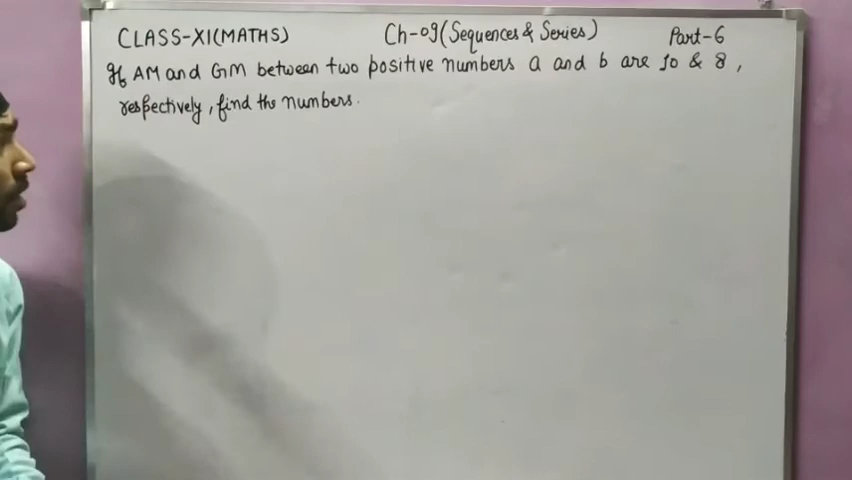 CLASS-XI(MATHS) Ch-09(Sequences & Series) Part-6
If AM and GM between two positive numbers a and b are 10 & 8,
respectively, find the numbers.